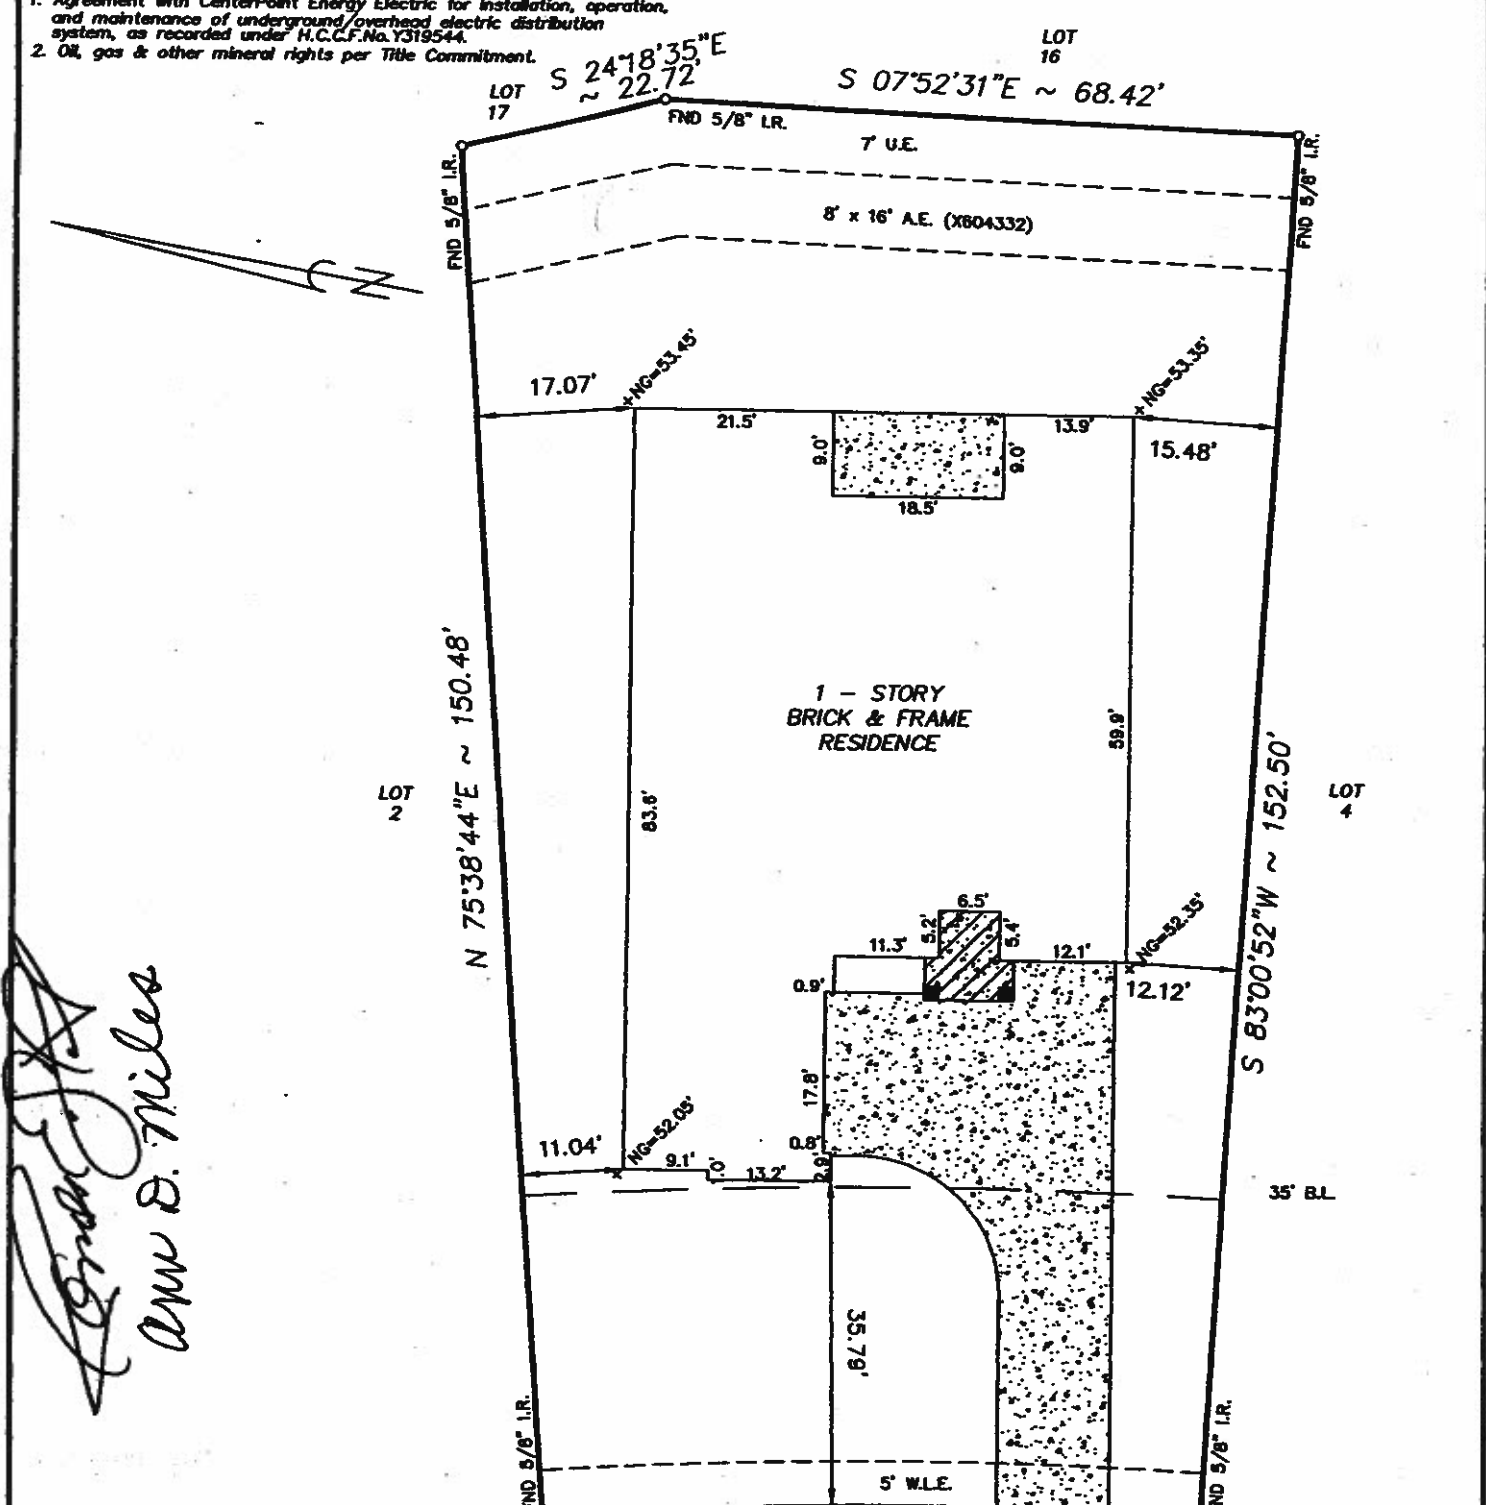 1. Agreement with CenterPoint Energy Electric for installation, operation,
and maintenance of underground/overhead electric distribution
system, as recorded under H.C.C.F.No.Y319544.
2. Oil, gas & other mineral rights per Title Commitment.
LOT
16
S 24°18'35"E
~ 22.72'
S 07°52'31"E ~ 68.42'
LOT
17
FND 5/8" I.R.
FND 5/8" I.R.
FND 5/8" I.R.
7' U.E.
8' x 16' A.E. (X604332)
N
17.07'
NG=53.45'
NG=53.35'
21.5'
13.9'
15.48'
9.0'
9.0'
18.5'
1 - STORY
BRICK & FRAME
RESIDENCE
N 75°38'44"E ~ 150.48'
83.6'
59.9'
S 83°00'52"W ~ 152.50'
LOT
2
LOT
4
6.5'
5.2'
5.4'
11.3'
12.1'
NG=52.35'
12.12'
0.9'
17.8'
0.8'
2.9'
11.04'
NG=52.05'
9.1'
1.0'
13.2'
35' B.L.
35.79'
Ann D. Miles
FND 5/8" I.R.
FND 5/8" I.R.
5' W.L.E.